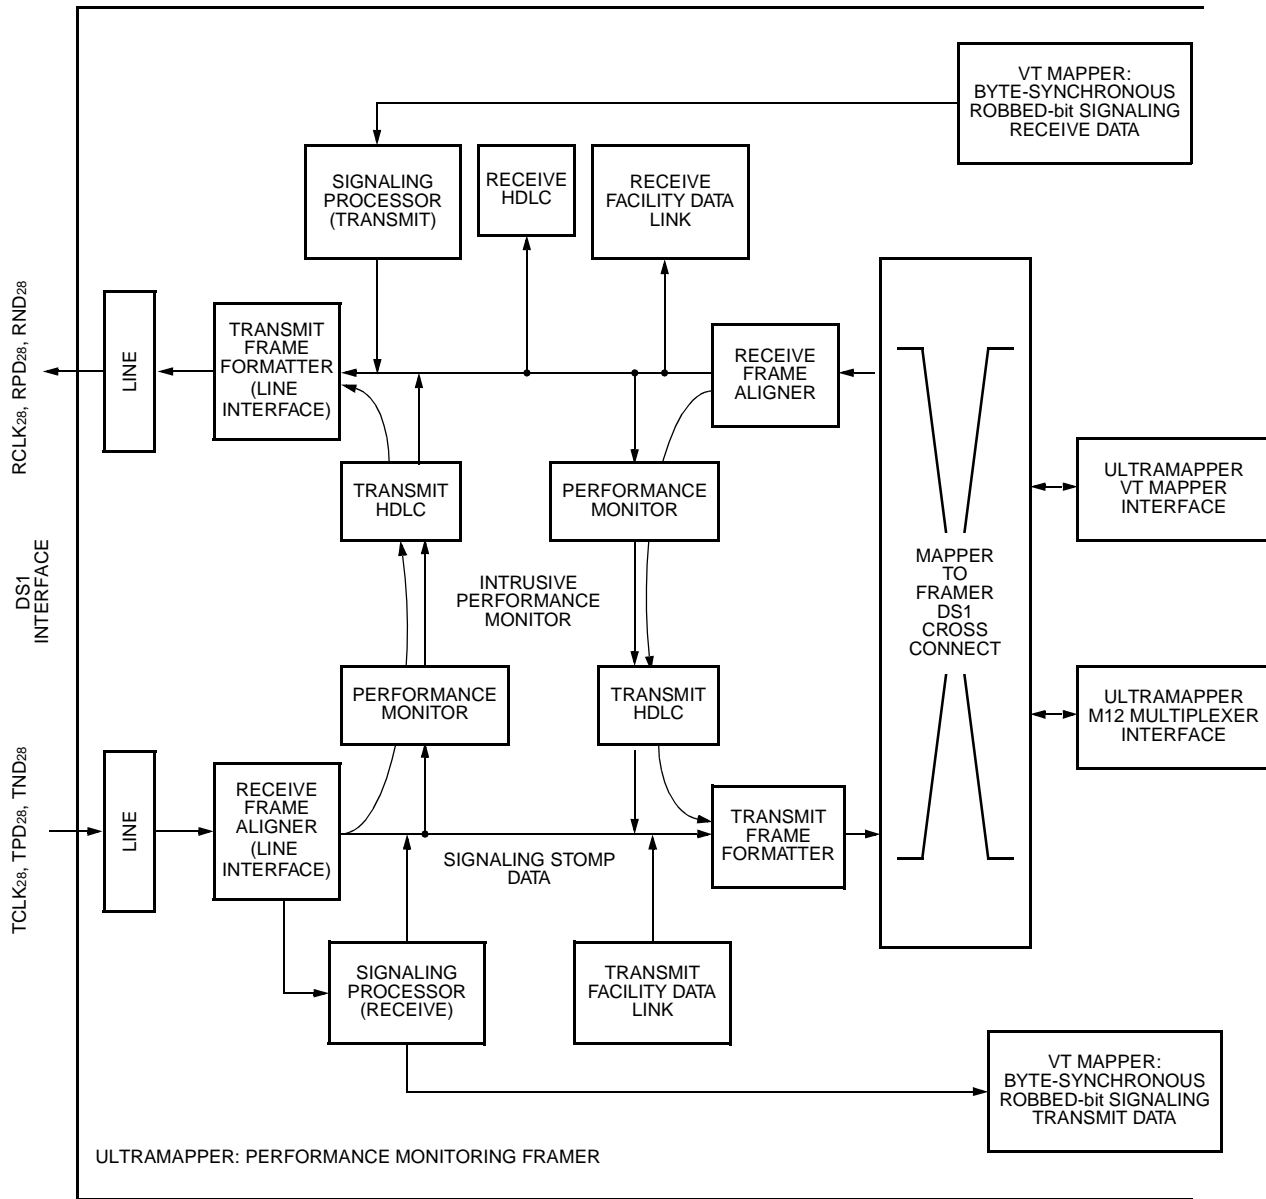 VT MAPPER:
BYTE-SYNCHRONOUS
ROBBED-bit SIGNALING
RECEIVE DATA
SIGNALING
PROCESSOR
(TRANSMIT)
RECEIVE
HDLC
RECEIVE
FACILITY DATA
LINK
RCLK28, RPD28, RND28
LINE
TRANSMIT
FRAME
FORMATTER
(LINE
INTERFACE)
RECEIVE
FRAME
ALIGNER
TRANSMIT
HDLC
PERFORMANCE
MONITOR
ULTRAMAPPER
VT MAPPER
INTERFACE
DS1
INTERFACE
INTRUSIVE
PERFORMANCE
MONITOR
MAPPER
TO
FRAMER
DS1
CROSS
CONNECT
PERFORMANCE
MONITOR
TRANSMIT
HDLC
ULTRAMAPPER
M12 MULTIPLEXER
INTERFACE
TCLK28, TPD28, TND28
LINE
RECEIVE
FRAME
ALIGNER
(LINE
INTERFACE)
SIGNALING STOMP
DATA
TRANSMIT
FRAME
FORMATTER
SIGNALING
PROCESSOR
(RECEIVE)
TRANSMIT
FACILITY DATA
LINK
VT MAPPER:
BYTE-SYNCHRONOUS
ROBBED-bit SIGNALING
TRANSMIT DATA
ULTRAMAPPER: PERFORMANCE MONITORING FRAMER